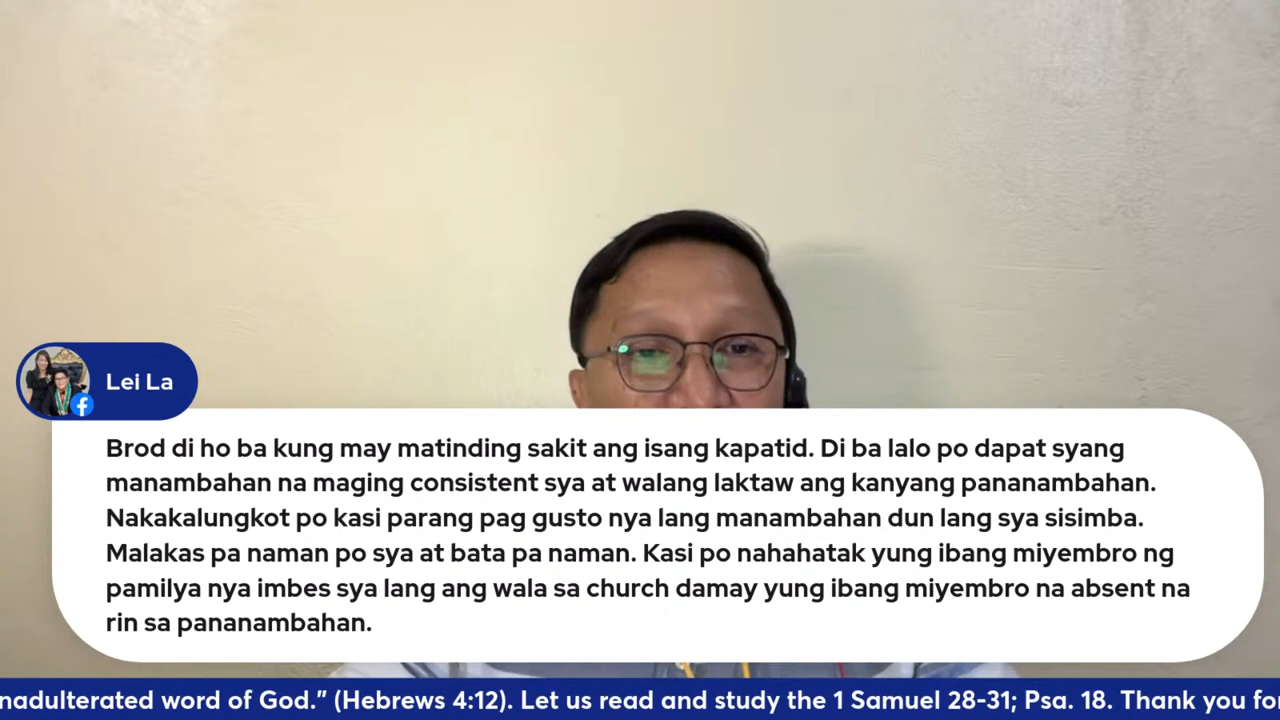 Lei La
Brod di ho ba kung may matinding sakit ang isang kapatid. Di ba lalo po dapat syang
manambahan na maging consistent sya at walang laktaw ang kanyang pananambahan.
Nakakalungkot po kasi parang pag gusto nya lang manambahan dun lang sya sisimba.
Malakas pa naman po sya at bata pa naman. Kasi po nahahatak yung ibang miyembro ng
pamilya nya imbes sya lang ang wala sa church damay yung ibang miyembro na absent na
rin sa pananambahan.
nadulterated word of God.” (Hebrews 4:12). Let us read and study the 1 Samuel 28-31; Psa. 18. Thank you fo